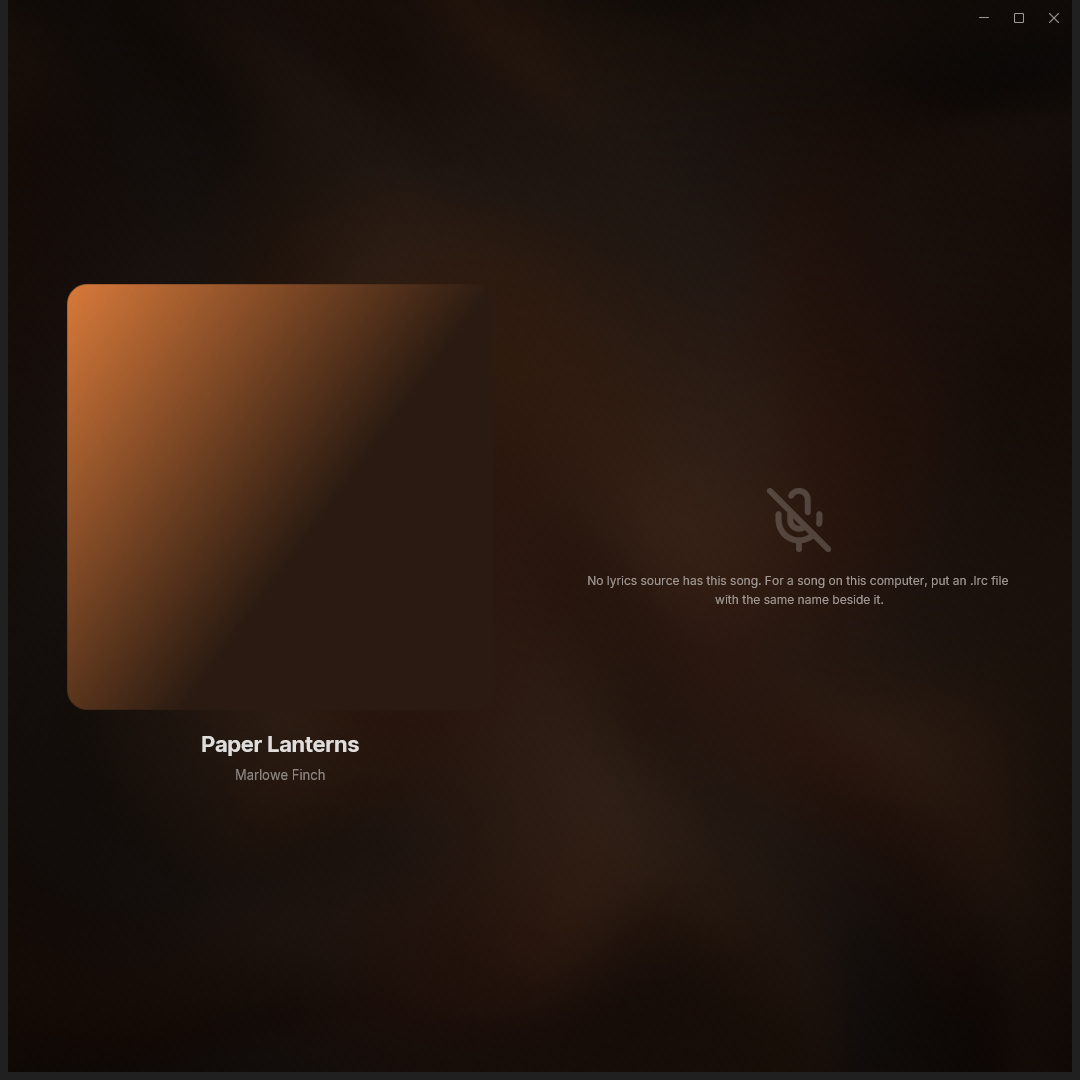 Paper Lanterns
Marlowe Finch
No lyrics source has this song. For a song on this computer, put an .lrc file
with the same name beside it.